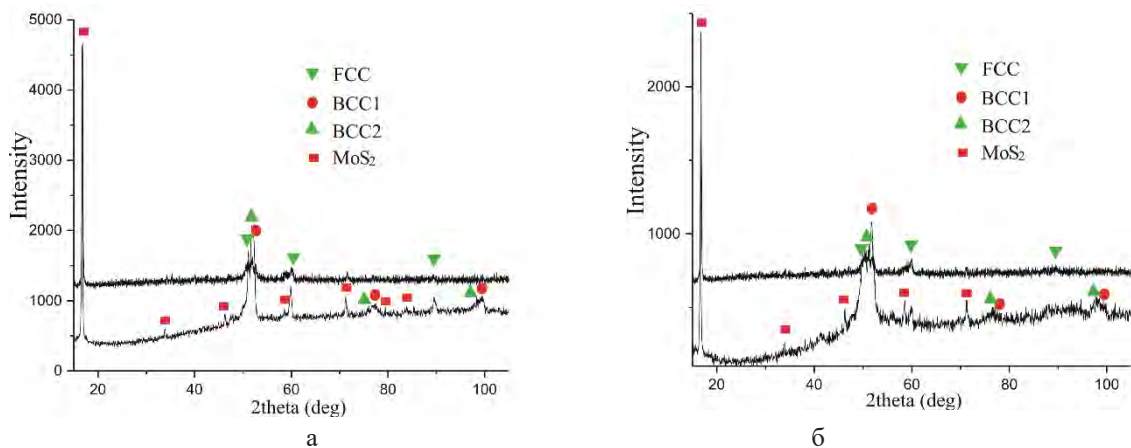 5000
4000
3000
2000
1000
0
Intensity
FCC
BCC1
BCC2
MoS₂
20 40 60 80 100
2theta (deg)
а
2000
1000
Intensity
FCC
BCC1
BCC2
MoS₂
20 40 60 80 100
2theta (deg)
б